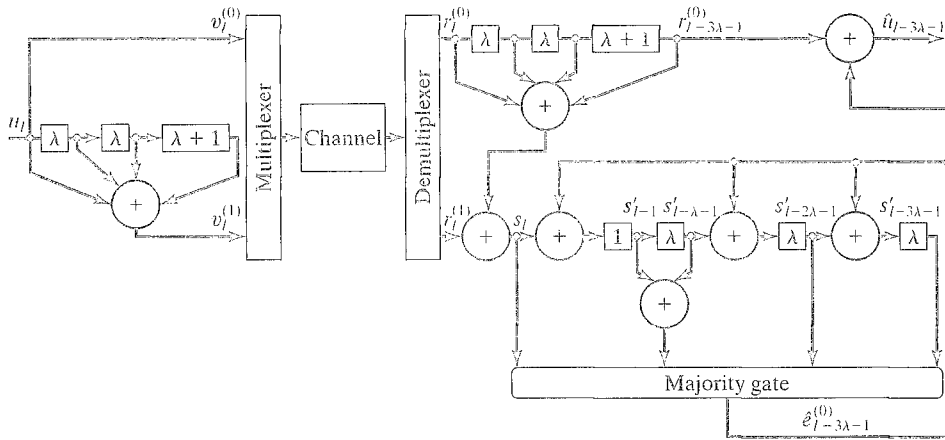 v_l^(0)
r_l^(0)
λ
λ
λ + 1
r_{l−3λ−1}^(0)
+
û_{l−3λ−1}
u_l
λ
λ
λ + 1
+
v_l^(1)
Multiplexer
Channel
Demultiplexer
+
r_l^(1)
+
s_l
+
1
s'_{l−1}
λ
s'_{l−λ−1}
+
λ
s'_{l−2λ−1}
+
λ
s'_{l−3λ−1}
+
Majority gate
ê_{l−3λ−1}^(0)